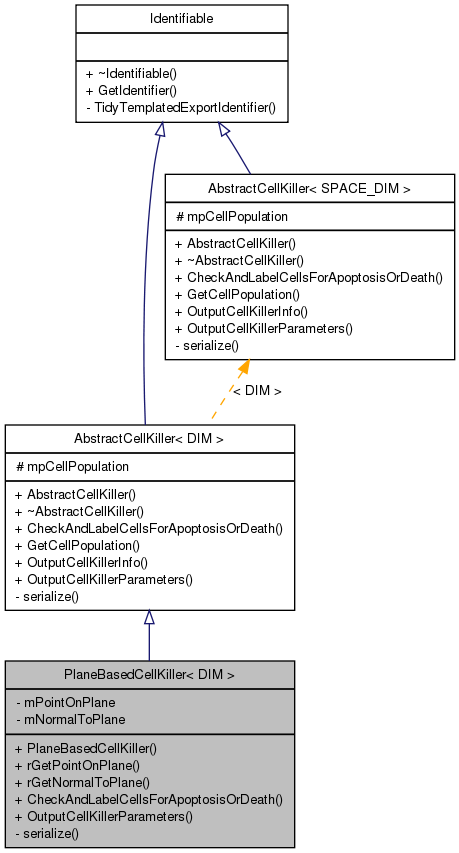 Identifiable
+ ~Identifiable()
+ GetIdentifier()
- TidyTemplatedExportIdentifier()
AbstractCellKiller< SPACE_DIM >
# mpCellPopulation
+ AbstractCellKiller()
+ ~AbstractCellKiller()
+ CheckAndLabelCellsForApoptosisOrDeath()
+ GetCellPopulation()
+ OutputCellKillerInfo()
+ OutputCellKillerParameters()
- serialize()
< DIM >
AbstractCellKiller< DIM >
# mpCellPopulation
+ AbstractCellKiller()
+ ~AbstractCellKiller()
+ CheckAndLabelCellsForApoptosisOrDeath()
+ GetCellPopulation()
+ OutputCellKillerInfo()
+ OutputCellKillerParameters()
- serialize()
PlaneBasedCellKiller< DIM >
- mPointOnPlane
- mNormalToPlane
+ PlaneBasedCellKiller()
+ rGetPointOnPlane()
+ rGetNormalToPlane()
+ CheckAndLabelCellsForApoptosisOrDeath()
+ OutputCellKillerParameters()
- serialize()